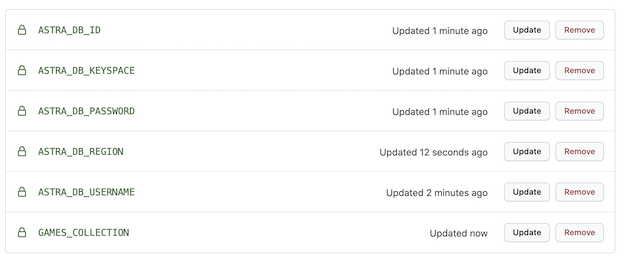 ASTRA_DB_ID Updated 1 minute ago Update Remove
ASTRA_DB_KEYSPACE Updated 1 minute ago Update Remove
ASTRA_DB_PASSWORD Updated 1 minute ago Update Remove
ASTRA_DB_REGION Updated 12 seconds ago Update Remove
ASTRA_DB_USERNAME Updated 2 minutes ago Update Remove
GAMES_COLLECTION Updated now Update Remove